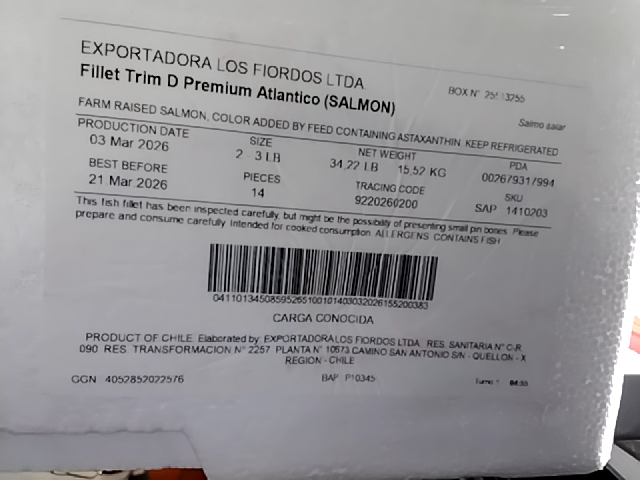 EXPORTADORA LOS FIORDOS LTDA.
Fillet Trim D Premium Atlantico (SALMON)
BOX N°
Salmo salar
FARM RAISED SALMON, COLOR ADDED BY FEED CONTAINING ASTAXANTHIN. KEEP REFRIGERATED
PRODUCTION DATE SIZE NET WEIGHT PDA
03 Mar 2026 2 - 3 LB 34,22 LB 15,52 KG 002679317994
BEST BEFORE PIECES TRACING CODE SKU
21 Mar 2026 14 9220260200 SAP 1410203
This fish fillet has been inspected carefully, but might be the possibility of presenting small pin bones. Please
prepare and consume carefully. Intended for cooked consumption. ALLERGENS: CONTAINS FISH
CARGA CONOCIDA
PRODUCT OF CHILE. Elaborated by: EXPORTADORA LOS FIORDOS LTDA. RES. SANITARIA N° C-R
090 RES. TRANSFORMACION N° 2257 PLANTA N° 10573 CAMINO SAN ANTONIO S/N - QUELLON - X
REGION - CHILE
GGN 4052852022576 BAP P10345 Turno 1